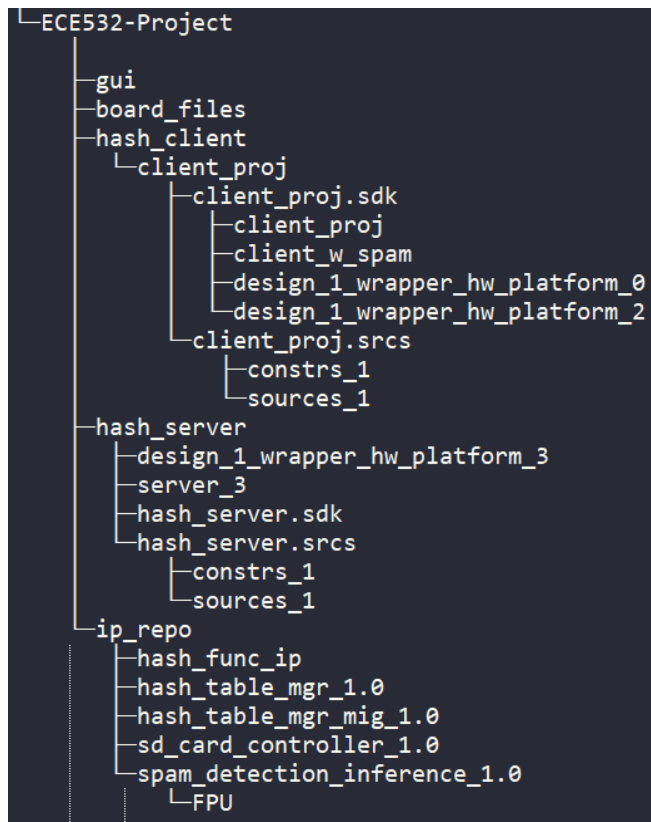 ECE532-Project
gui
board_files
hash_client
client_proj
client_proj.sdk
client_proj
client_w_spam
design_1_wrapper_hw_platform_0
design_1_wrapper_hw_platform_2
client_proj.srcs
constrs_1
sources_1
hash_server
design_1_wrapper_hw_platform_3
server_3
hash_server.sdk
hash_server.srcs
constrs_1
sources_1
ip_repo
hash_func_ip
hash_table_mgr_1.0
hash_table_mgr_mig_1.0
sd_card_controller_1.0
spam_detection_inference_1.0
FPU